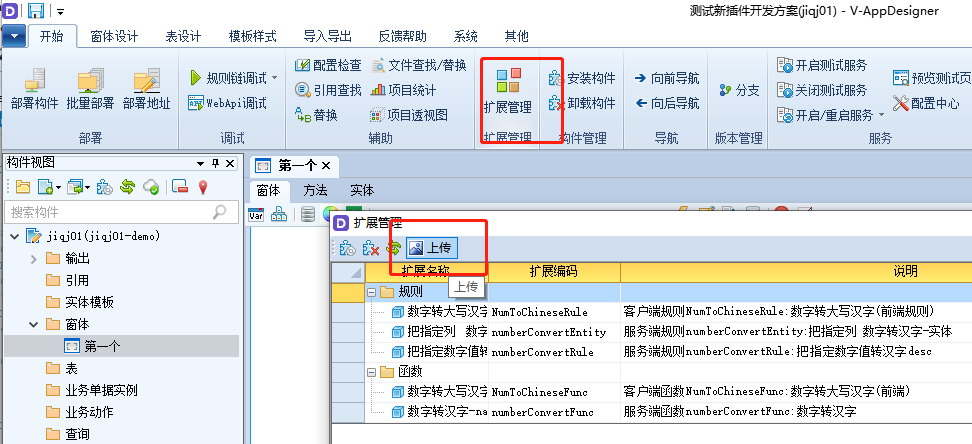 测试新插件开发方案(jiqj01) - V-AppDesigner
开始 窗体设计 表设计 模板样式 导入导出 反馈帮助 系统 其他
部署构件 批量部署 部署地址
部署
规则链调试
WebApi调试
调试
配置检查 文件查找/替换
引用查找 项目统计
替换 项目透视图
辅助
扩展管理
扩展管理
安装构件
卸载构件
构件管理
向前导航
向后导航
导航
分支
版本管理
开启测试服务 预览测试页
关闭测试服务 配置中心
开启/重启服务
服务
构件视图
搜索构件
jiqj01(jiqj01-demo)
输出
引用
实体模板
窗体
第一个
表
业务单据实例
业务动作
查询
第一个
窗体 方法 实体
Var
扩展管理
上传
扩展名称 扩展编码 说明
上传
规则
数字转大写汉字 NumToChineseRule 客户端规则NumToChineseRule:数字转大写汉字(前端规则)
把指定列 数字 numberConvertEntity 服务端规则numberConvertEntity:把指定列 数字转汉字-实体
把指定数字值转 numberConvertRule 服务端规则numberConvertRule:把指定数字值转汉字desc
函数
数字转大写汉字 NumToChineseFunc 客户端函数NumToChineseFunc:数字转大写汉字(前端)
数字转汉字-na numberConvertFunc 服务端函数numberConvertFunc:数字转汉字